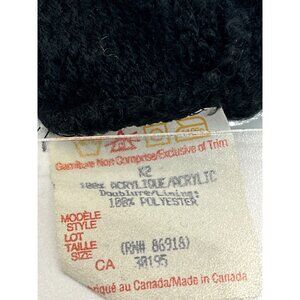 Garniture Non Comprise/Exclusive of Trim
K2
100% ACRYLIQUE/ACRYLIC
Doublure/Lining:
100% POLYESTER
MODÈLE
STYLE
LOT
TAILLE
SIZE
(RN# 86918)
CA 30195
riqué au Canada/Made in Canada